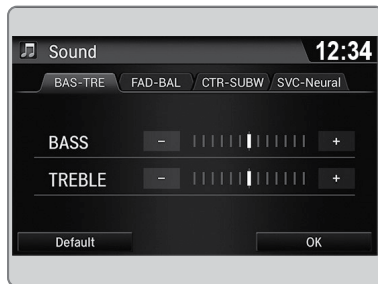 Sound 12:34
BAS-TRE FAD-BAL CTR-SUBW SVC-Neural
BASS - +
TREBLE - +
Default OK